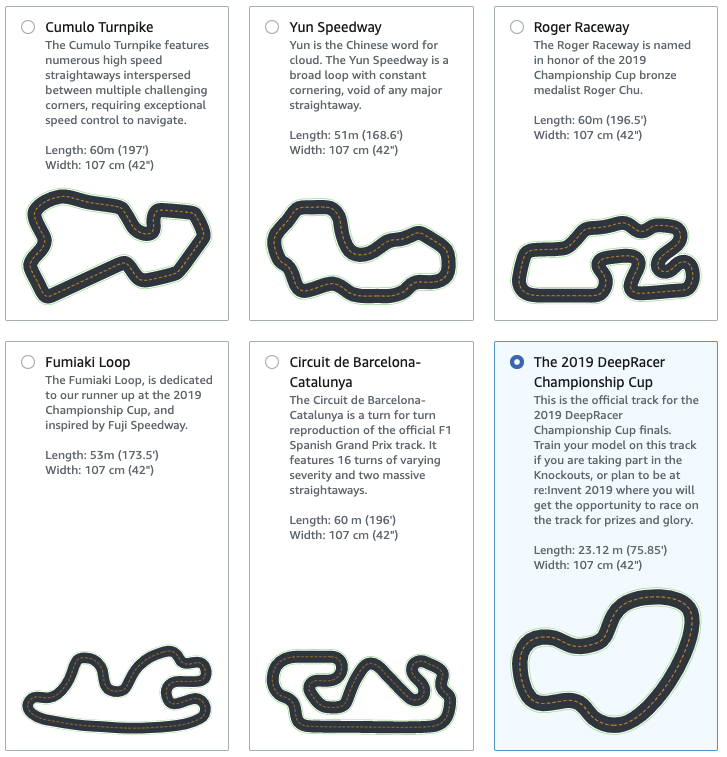 Cumulo Turnpike
The Cumulo Turnpike features
numerous high speed
straightaways interspersed
between multiple challenging
corners, requiring exceptional
speed control to navigate.
Length: 60m (197')
Width: 107 cm (42")
Yun Speedway
Yun is the Chinese word for
cloud. The Yun Speedway is a
broad loop with constant
cornering, void of any major
straightaway.
Length: 51m (168.6')
Width: 107 cm (42")
Roger Raceway
The Roger Raceway is named
in honor of the 2019
Championship Cup bronze
medalist Roger Chu.
Length: 60m (196.5')
Width: 107 cm (42")
Fumiaki Loop
The Fumiaki Loop, is dedicated
to our runner up at the 2019
Championship Cup, and
inspired by Fuji Speedway.
Length: 53m (173.5')
Width: 107 cm (42")
Circuit de Barcelona-
Catalunya
The Circuit de Barcelona-
Catalunya is a turn for turn
reproduction of the official F1
Spanish Grand Prix track. It
features 16 turns of varying
severity and two massive
straightaways.
Length: 60 m (196')
Width: 107 cm (42")
The 2019 DeepRacer
Championship Cup
This is the official track for the
2019 DeepRacer
Championship Cup finals.
Train your model on this track
if you are taking part in the
Knockouts, or plan to be at
re:Invent 2019 where you will
get the opportunity to race on
the track for prizes and glory.
Length: 23.12 m (75.85')
Width: 107 cm (42")